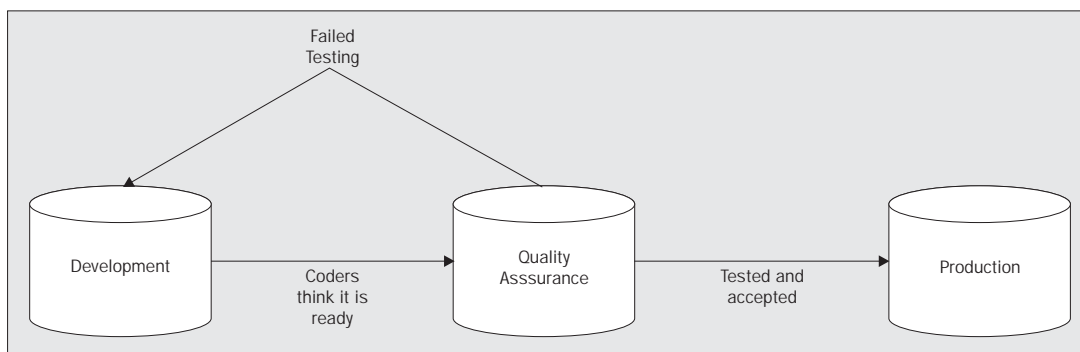 Failed
Testing
Development
Coders
think it is
ready
Quality
Asssurance
Tested and
accepted
Production